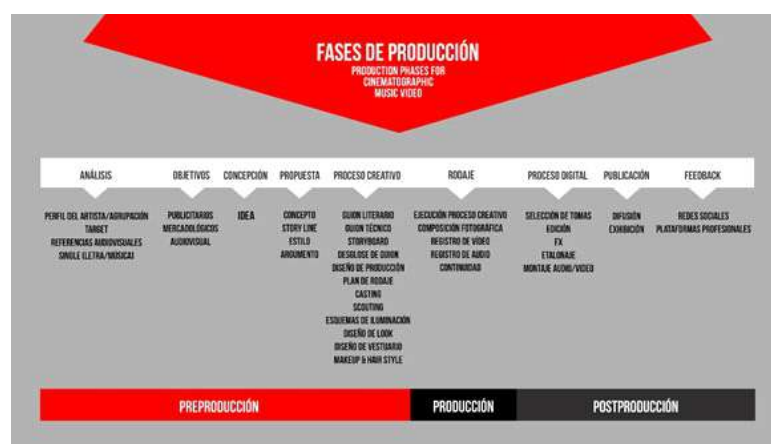 FASES DE PRODUCCIÓN
PRODUCTION PHASES FOR
CINEMATOGRAPHIC
MUSIC VIDEO
ANÁLISIS
PERFIL DEL ARTISTA/AGRUPACIÓN
TARGET
REFERENCIAS AUDIOVISUALES
SINGLE (LETRA/MÚSICA)
OBJETIVOS
PUBLICITARIOS
MERCADOLÓGICOS
AUDIOVISUAL
CONCEPCIÓN
IDEA
PROPUESTA
CONCEPTO
STORY LINE
ESTILO
ARGUMENTO
PROCESO CREATIVO
GUION LITERARIO
GUION TÉCNICO
STORYBOARD
DESGLOSE DE GUION
DISEÑO DE PRODUCCIÓN
PLAN DE RODAJE
CASTING
SCOUTING
ESQUEMAS DE ILUMINACIÓN
DISEÑO DE LOOK
DISEÑO DE VESTUARIO
MAKEUP & HAIR STYLE
RODAJE
EJECUCIÓN PROCESO CREATIVO
COMPOSICIÓN FOTOGRÁFICA
REGISTRO DE VÍDEO
REGISTRO DE AUDIO
CONTINUIDAD
PROCESO DIGITAL
SELECCIÓN DE TOMAS
EDICIÓN
FX
ETALONAJE
MONTAJE AUDIO/VIDEO
PUBLICACIÓN
DIFUSIÓN
EXHIBICIÓN
FEEDBACK
REDES SOCIALES
PLATAFORMAS PROFESIONALES
PREPRODUCCIÓN
PRODUCCIÓN
POSTPRODUCCIÓN